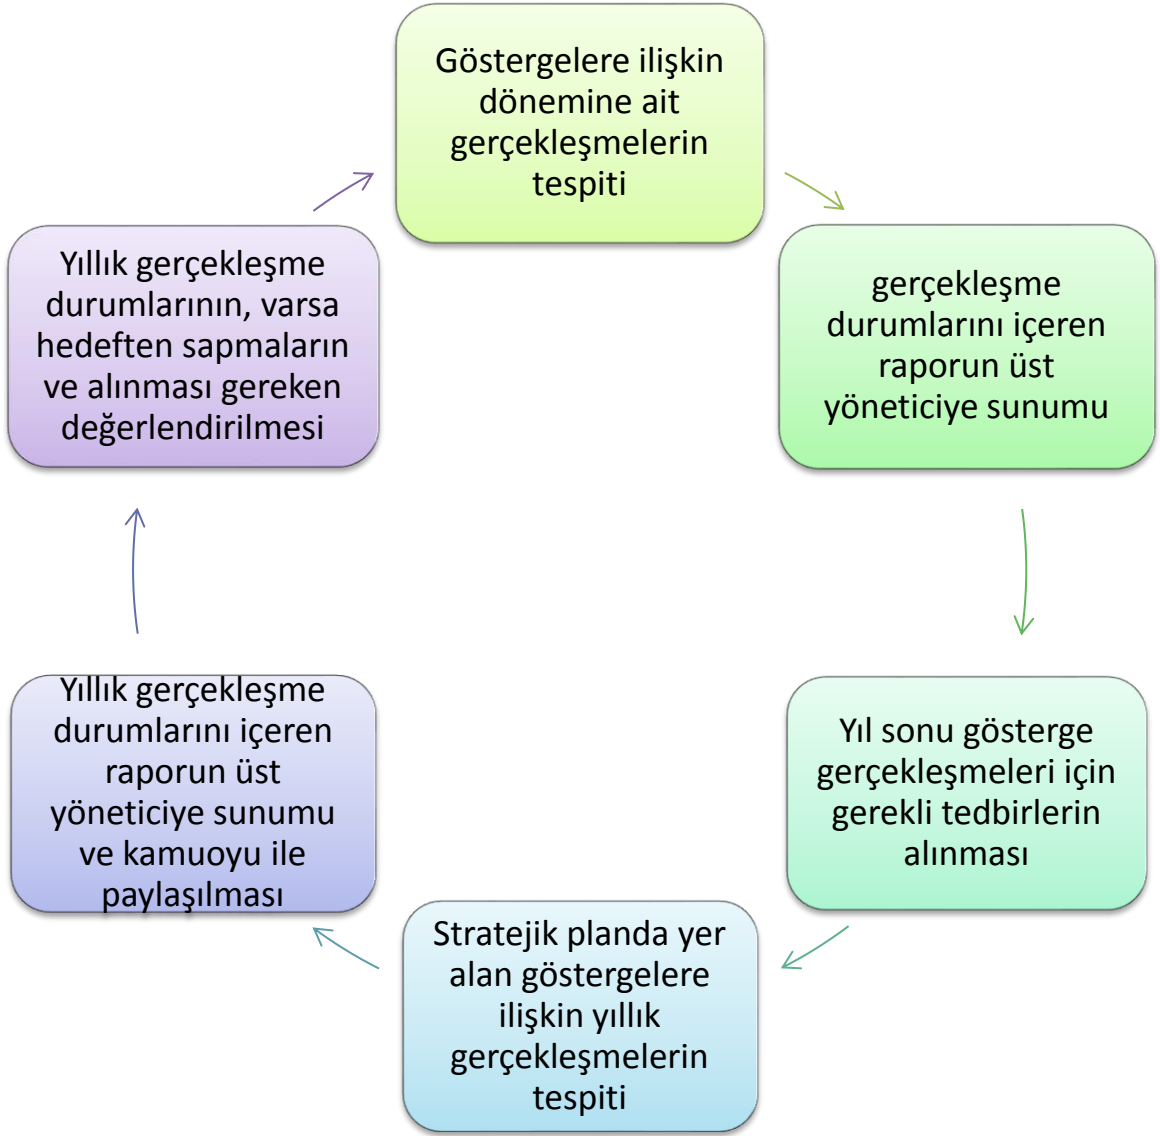 Göstergelere ilişkin
dönemine ait
gerçekleşmelerin
tespiti
gerçekleşme
durumlarını içeren
raporun üst
yöneticiye sunumu
Yıl sonu gösterge
gerçekleşmeleri için
gerekli tedbirlerin
alınması
Stratejik planda yer
alan göstergelere
ilişkin yıllık
gerçekleşmelerin
tespiti
Yıllık gerçekleşme
durumlarını içeren
raporun üst
yöneticiye sunumu
ve kamuoyu ile
paylaşılması
Yıllık gerçekleşme
durumlarının, varsa
hedeften sapmaların
ve alınması gereken
değerlendirilmesi